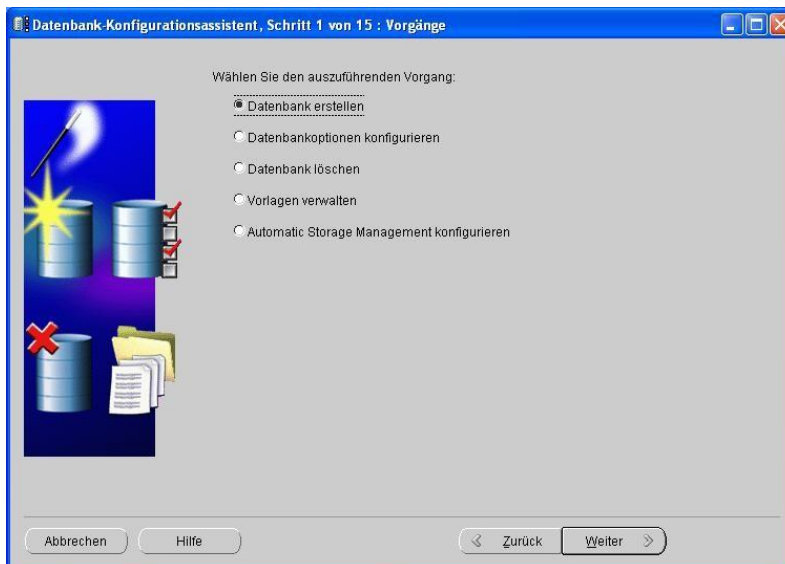 Datenbank-Konfigurationsassistent, Schritt 1 von 15 : Vorgänge
Wählen Sie den auszuführenden Vorgang:
Datenbank erstellen
Datenbankoptionen konfigurieren
Datenbank löschen
Vorlagen verwalten
Automatic Storage Management konfigurieren
Abbrechen
Hilfe
Zurück
Weiter